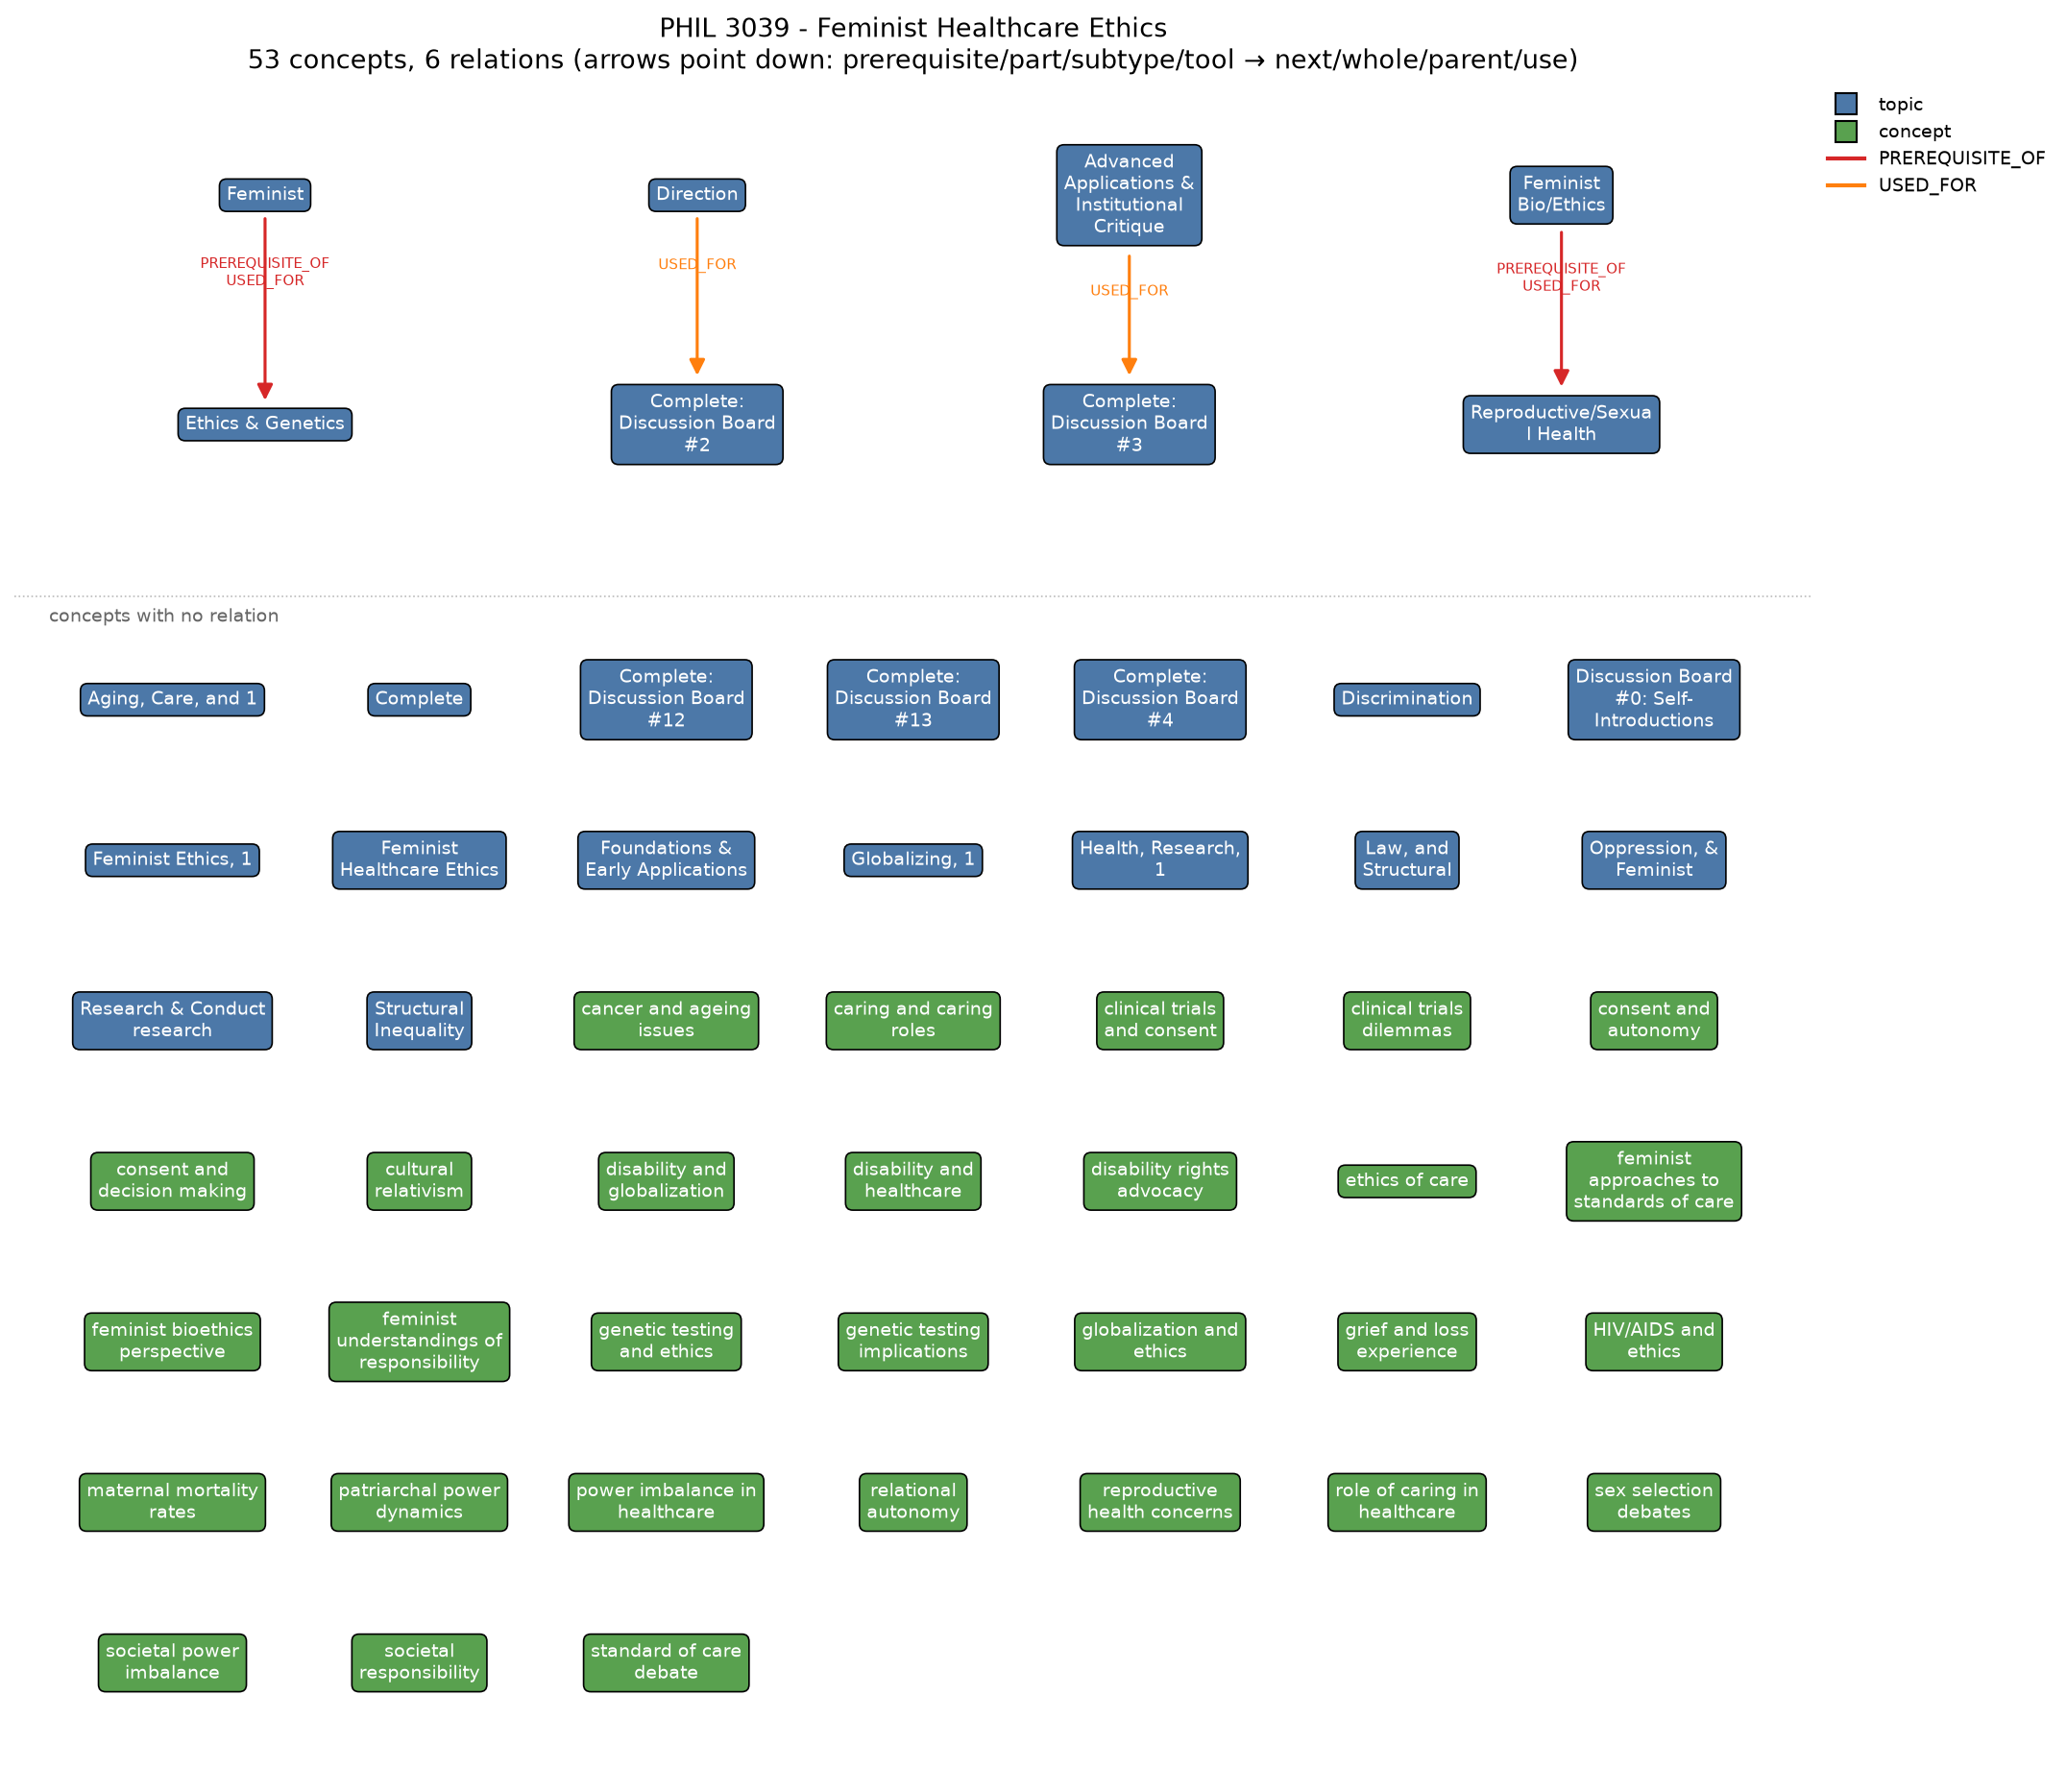 PHIL 3039 - Feminist Healthcare Ethics
53 concepts, 6 relations (arrows point down: prerequisite/part/subtype/tool → next/whole/parent/use)
topic
concept
PREREQUISITE_OF
USED_FOR
Feminist
Direction
Advanced
Applications &
Institutional
Critique
Feminist
Bio/Ethics
PREREQUISITE_OF
USED_FOR
USED_FOR
USED_FOR
PREREQUISITE_OF
USED_FOR
Ethics & Genetics
Complete:
Discussion Board
#2
Complete:
Discussion Board
#3
Reproductive/Sexua
l Health
concepts with no relation
Aging, Care, and 1
Complete
Complete:
Discussion Board
#12
Complete:
Discussion Board
#13
Complete:
Discussion Board
#4
Discrimination
Discussion Board
#0: Self-
Introductions
Feminist Ethics, 1
Feminist
Healthcare Ethics
Foundations &
Early Applications
Globalizing, 1
Health, Research,
1
Law, and
Structural
Oppression, &
Feminist
Research & Conduct
research
Structural
Inequality
cancer and ageing
issues
caring and caring
roles
clinical trials
and consent
clinical trials
dilemmas
consent and
autonomy
consent and
decision making
cultural
relativism
disability and
globalization
disability and
healthcare
disability rights
advocacy
ethics of care
feminist
approaches to
standards of care
feminist bioethics
perspective
feminist
understandings of
responsibility
genetic testing
and ethics
genetic testing
implications
globalization and
ethics
grief and loss
experience
HIV/AIDS and
ethics
maternal mortality
rates
patriarchal power
dynamics
power imbalance in
healthcare
relational
autonomy
reproductive
health concerns
role of caring in
healthcare
sex selection
debates
societal power
imbalance
societal
responsibility
standard of care
debate